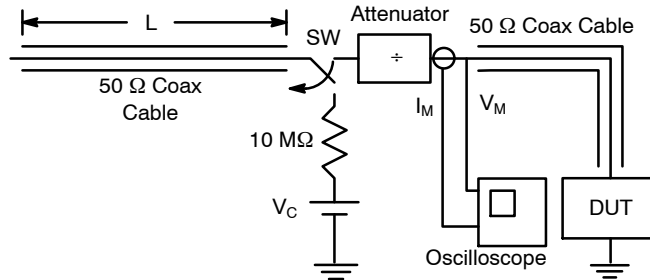 L
SW
Attenuator
÷
50 Ω Coax Cable
50 Ω Coax
Cable
I_M
V_M
10 MΩ
V_C
DUT
Oscilloscope